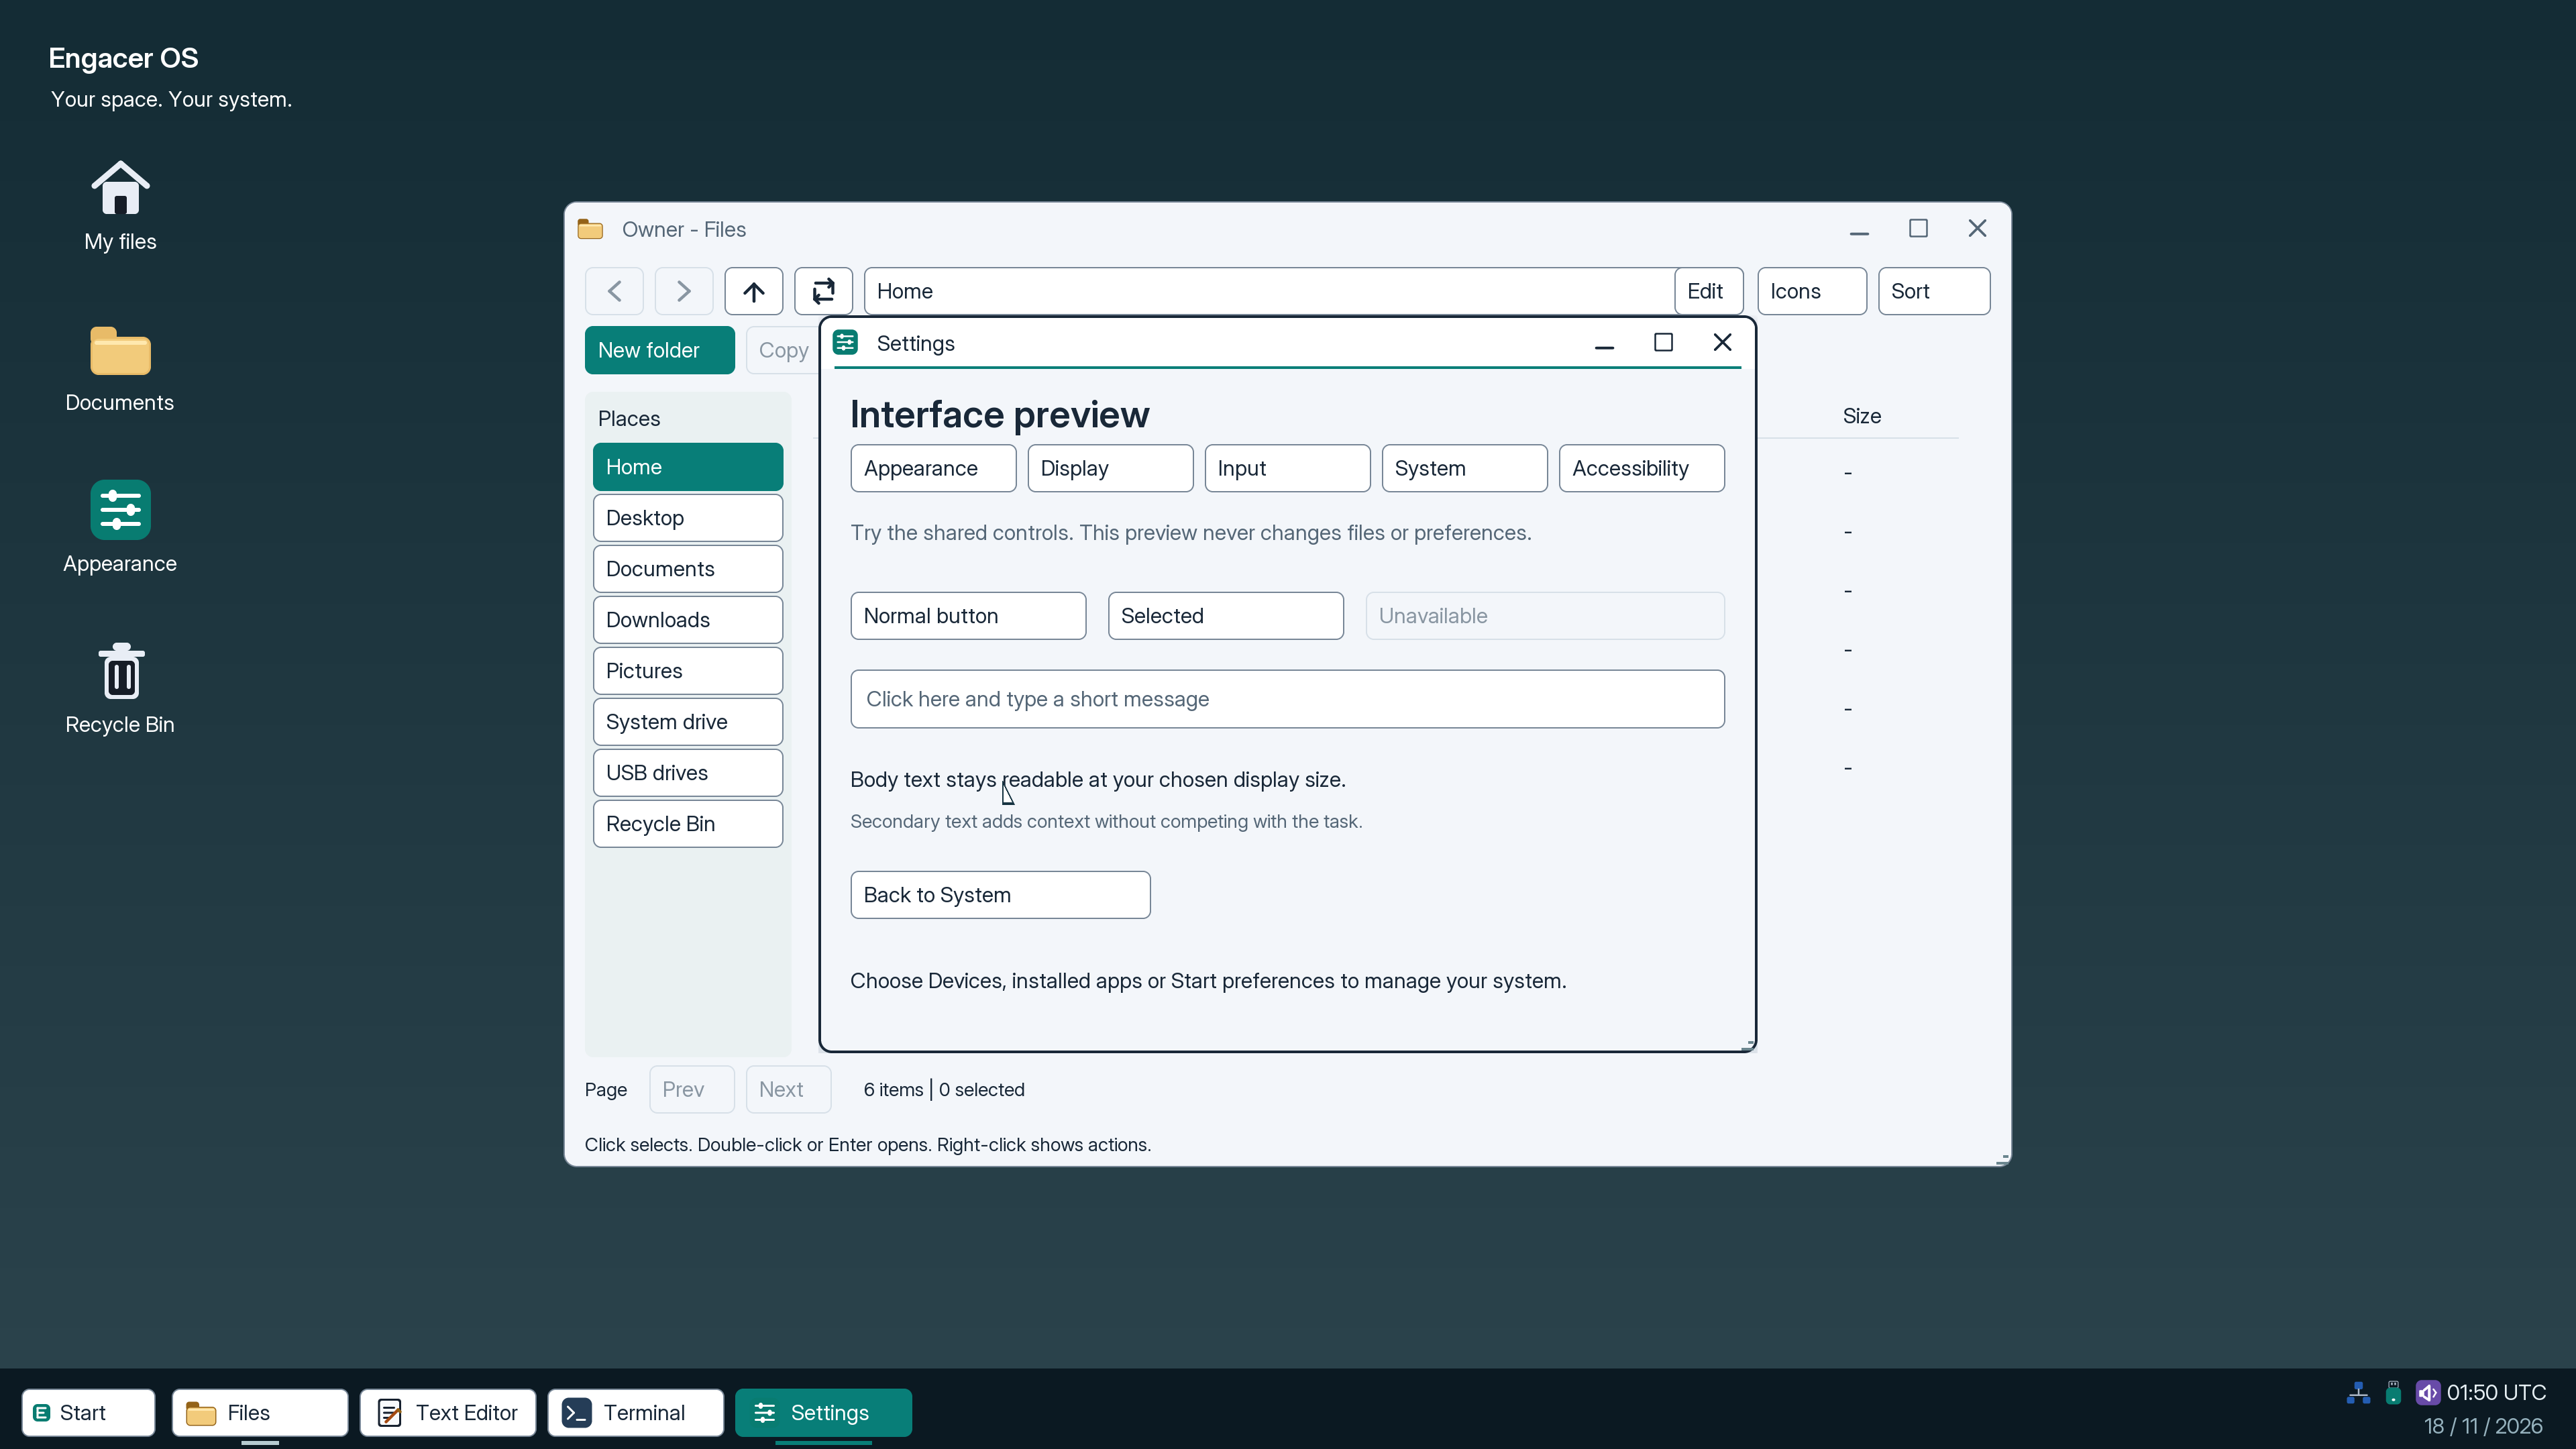 Engacer OS
Your space. Your system.
My files
Documents
Appearance
Recycle Bin
Owner - Files
Home
Edit
Icons
Sort
New folder
Copy
Places
Home
Desktop
Documents
Downloads
Pictures
System drive
USB drives
Recycle Bin
Size
-
-
-
-
-
-
Settings
Interface preview
Appearance
Display
Input
System
Accessibility
Try the shared controls. This preview never changes files or preferences.
Normal button
Selected
Unavailable
Click here and type a short message
Body text stays readable at your chosen display size.
Secondary text adds context without competing with the task.
Back to System
Choose Devices, installed apps or Start preferences to manage your system.
Page
Prev
Next
6 items | 0 selected
Click selects. Double-click or Enter opens. Right-click shows actions.
E Start
Files
Text Editor
Terminal
Settings
01:50 UTC
18 / 11 / 2026